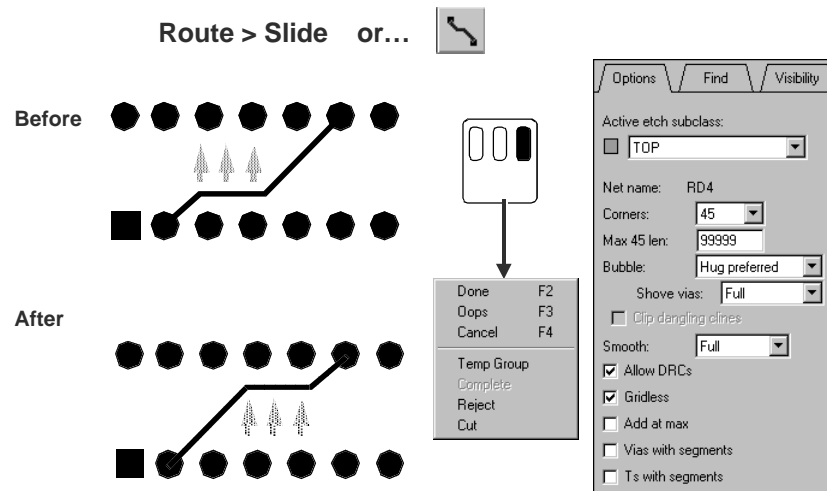 Route > Slide or...
Before
After
Done F2
Oops F3
Cancel F4
Temp Group
Complete
Reject
Cut
Options Find Visibility
Active etch subclass:
TOP
Net name: RD4
Corners: 45
Max 45 len: 99999
Bubble: Hug preferred
Shove vias: Full
Clip dangling clines
Smooth: Full
Allow DRCs
Gridless
Add at max
Vias with segments
Ts with segments